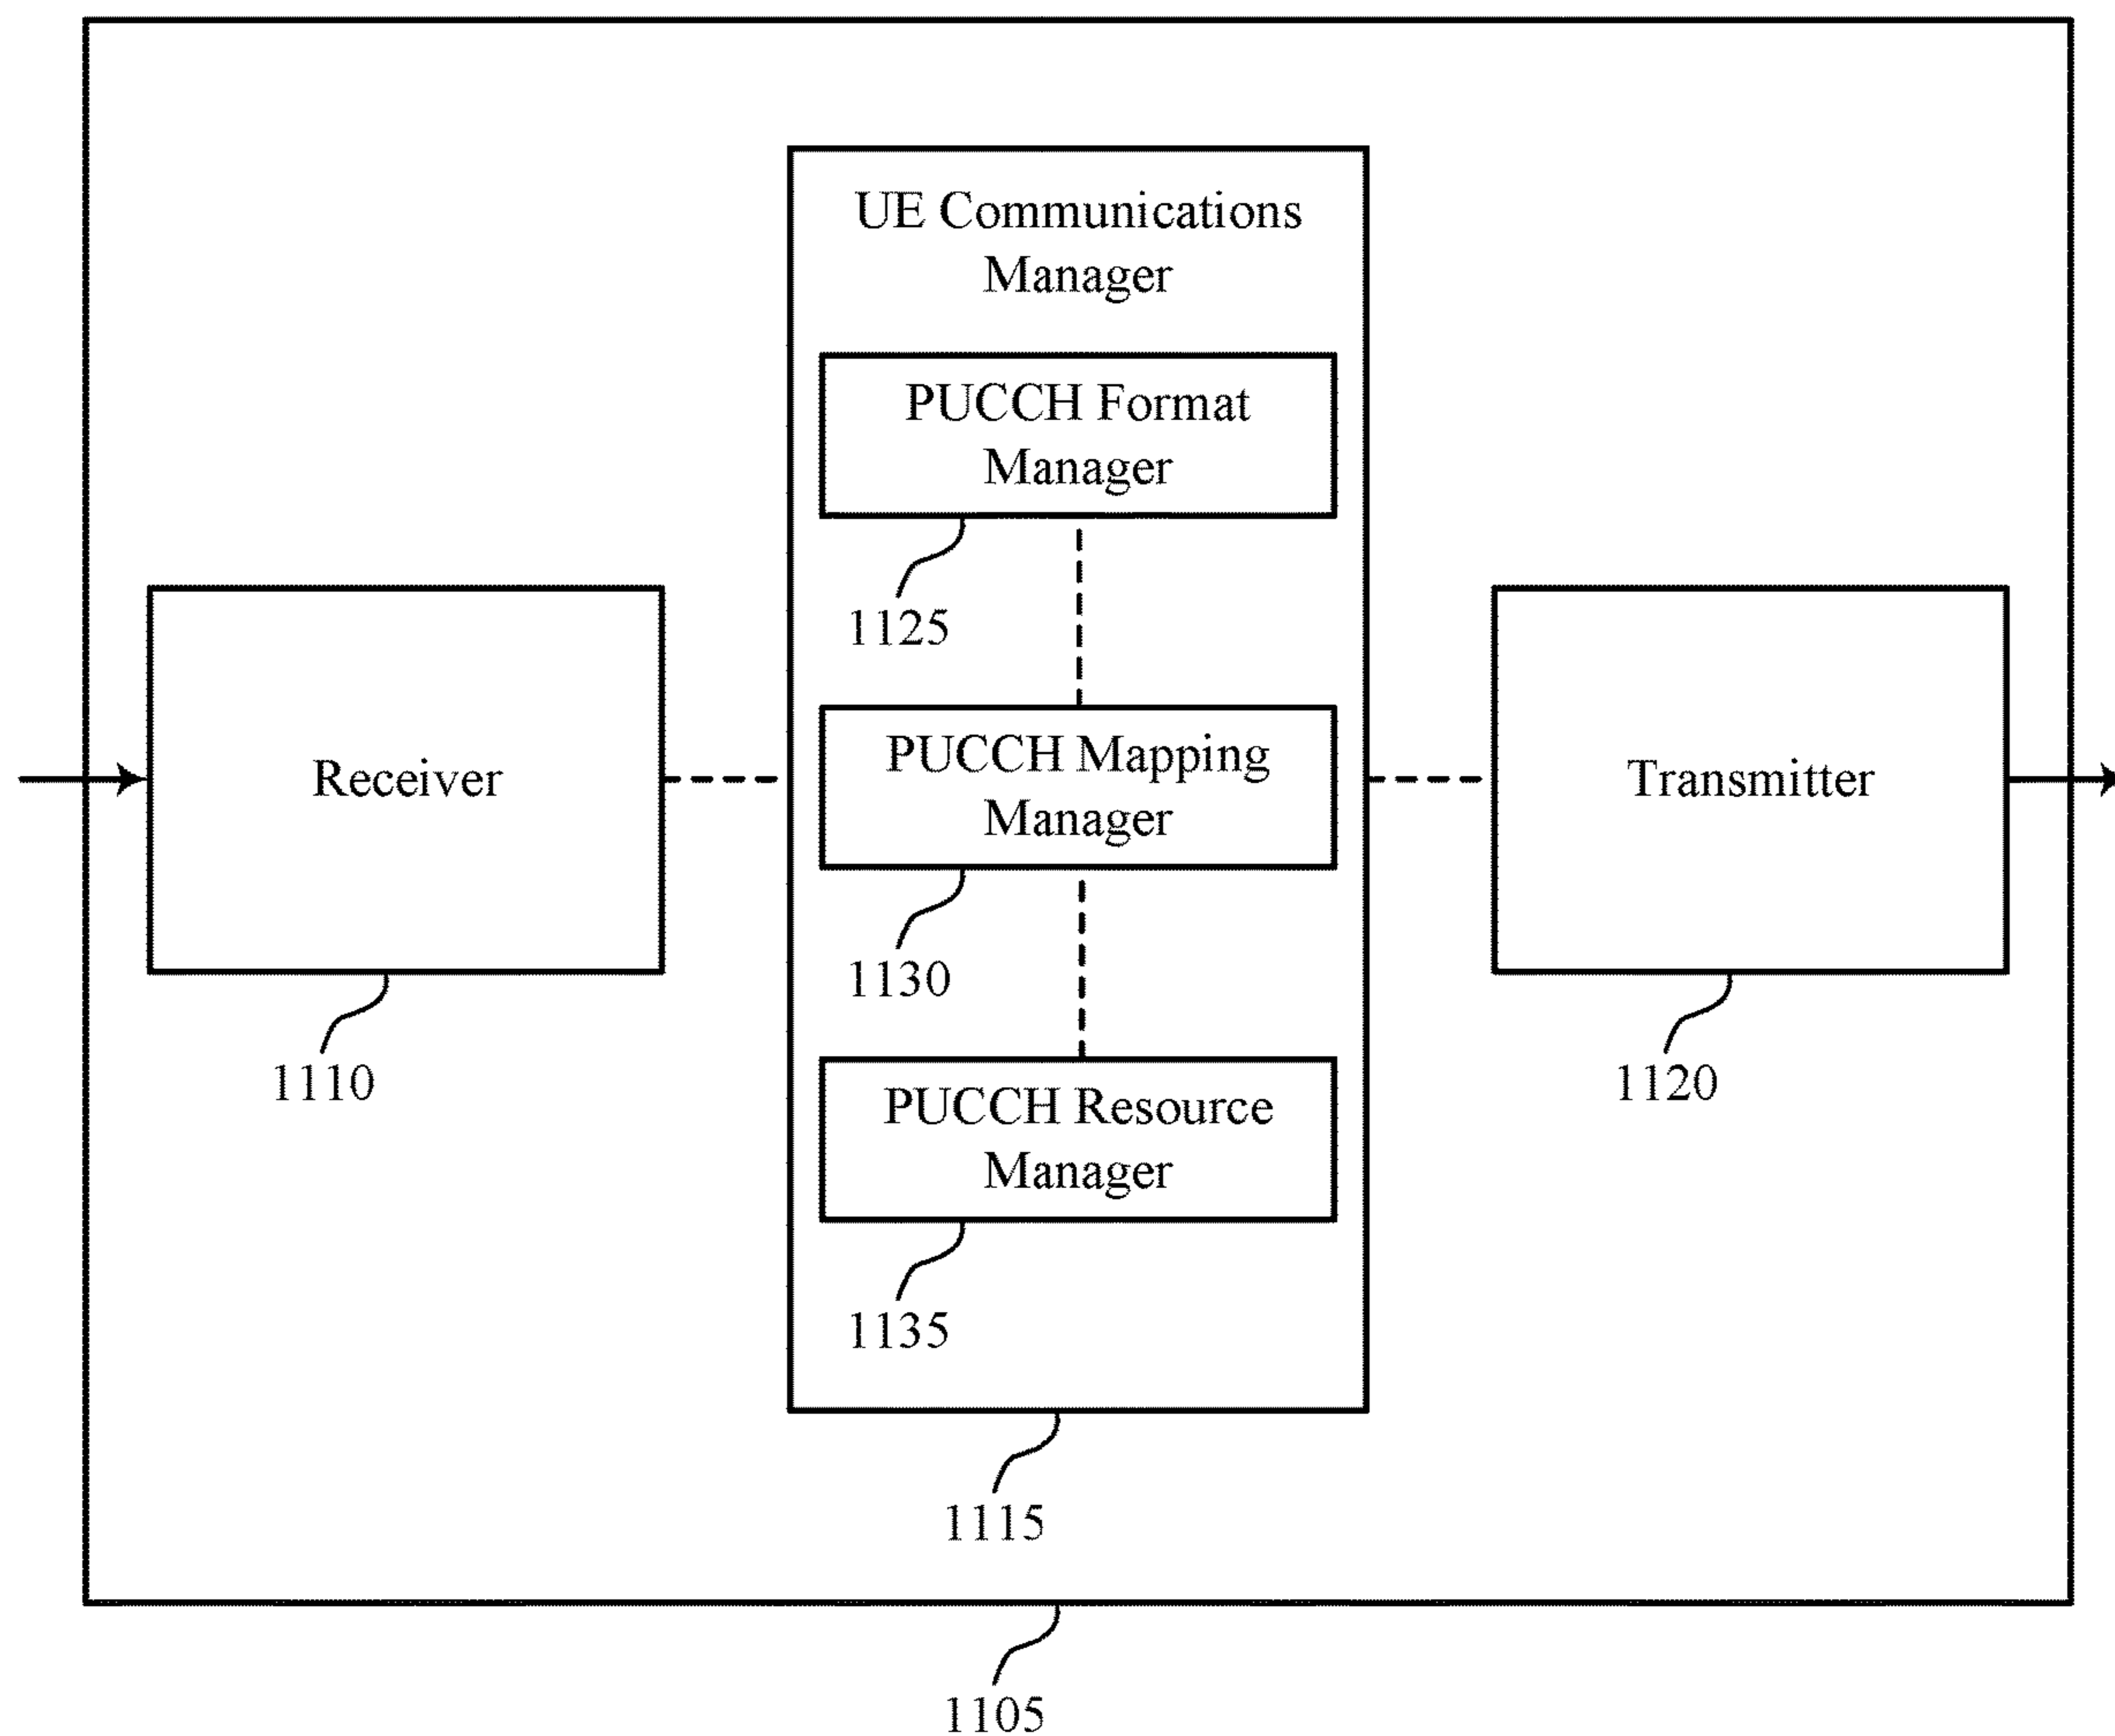 UE Communications
Manager
PUCCH Format
Manager
1125
Receiver
1110
PUCCH Mapping
Manager
1130
Transmitter
1120
PUCCH Resource
Manager
1135
1115
1105